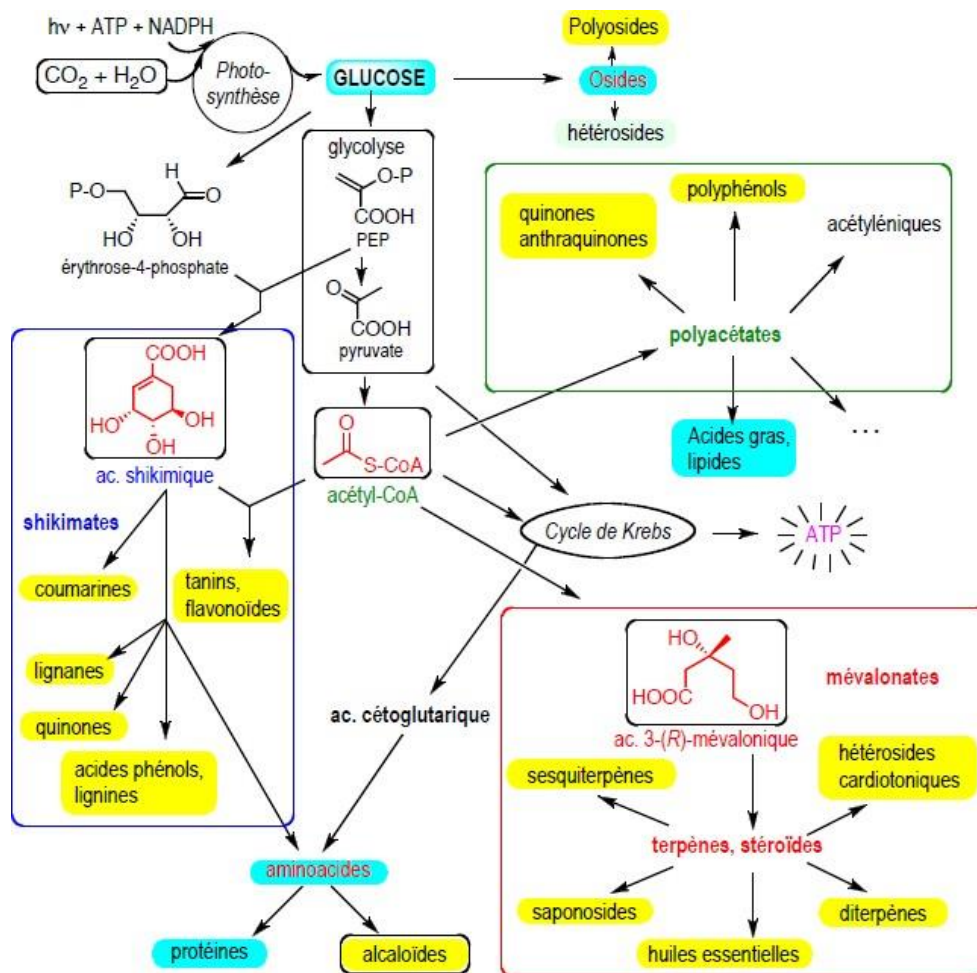 hν + ATP + NADPH
CO2 + H2O
Photo-
synthèse
GLUCOSE
Polyosides
Osides
hétérosides
glycolyse
O-P
COOH
PEP
O
COOH
pyruvate
H
P-O
O
HO
OH
érythrose-4-phosphate
quinones
anthraquinones
polyphénols
acétyléniques
polyacétates
Acides gras,
lipides
...
COOH
HO
OH
OH
ac. shikimique
O
S-CoA
acétyl-CoA
shikimates
coumarines
tanins,
flavonoïdes
lignanes
quinones
acides phénols,
lignines
Cycle de Krebs
ATP
ac. cétoglutarique
aminoacides
protéines
alcaloïdes
HO
HOOC
OH
ac. 3-(R)-mévalonique
mévalonates
sesquiterpènes
hétérosides
cardiotoniques
terpènes, stéroïdes
saponosides
diterpènes
huiles essentielles